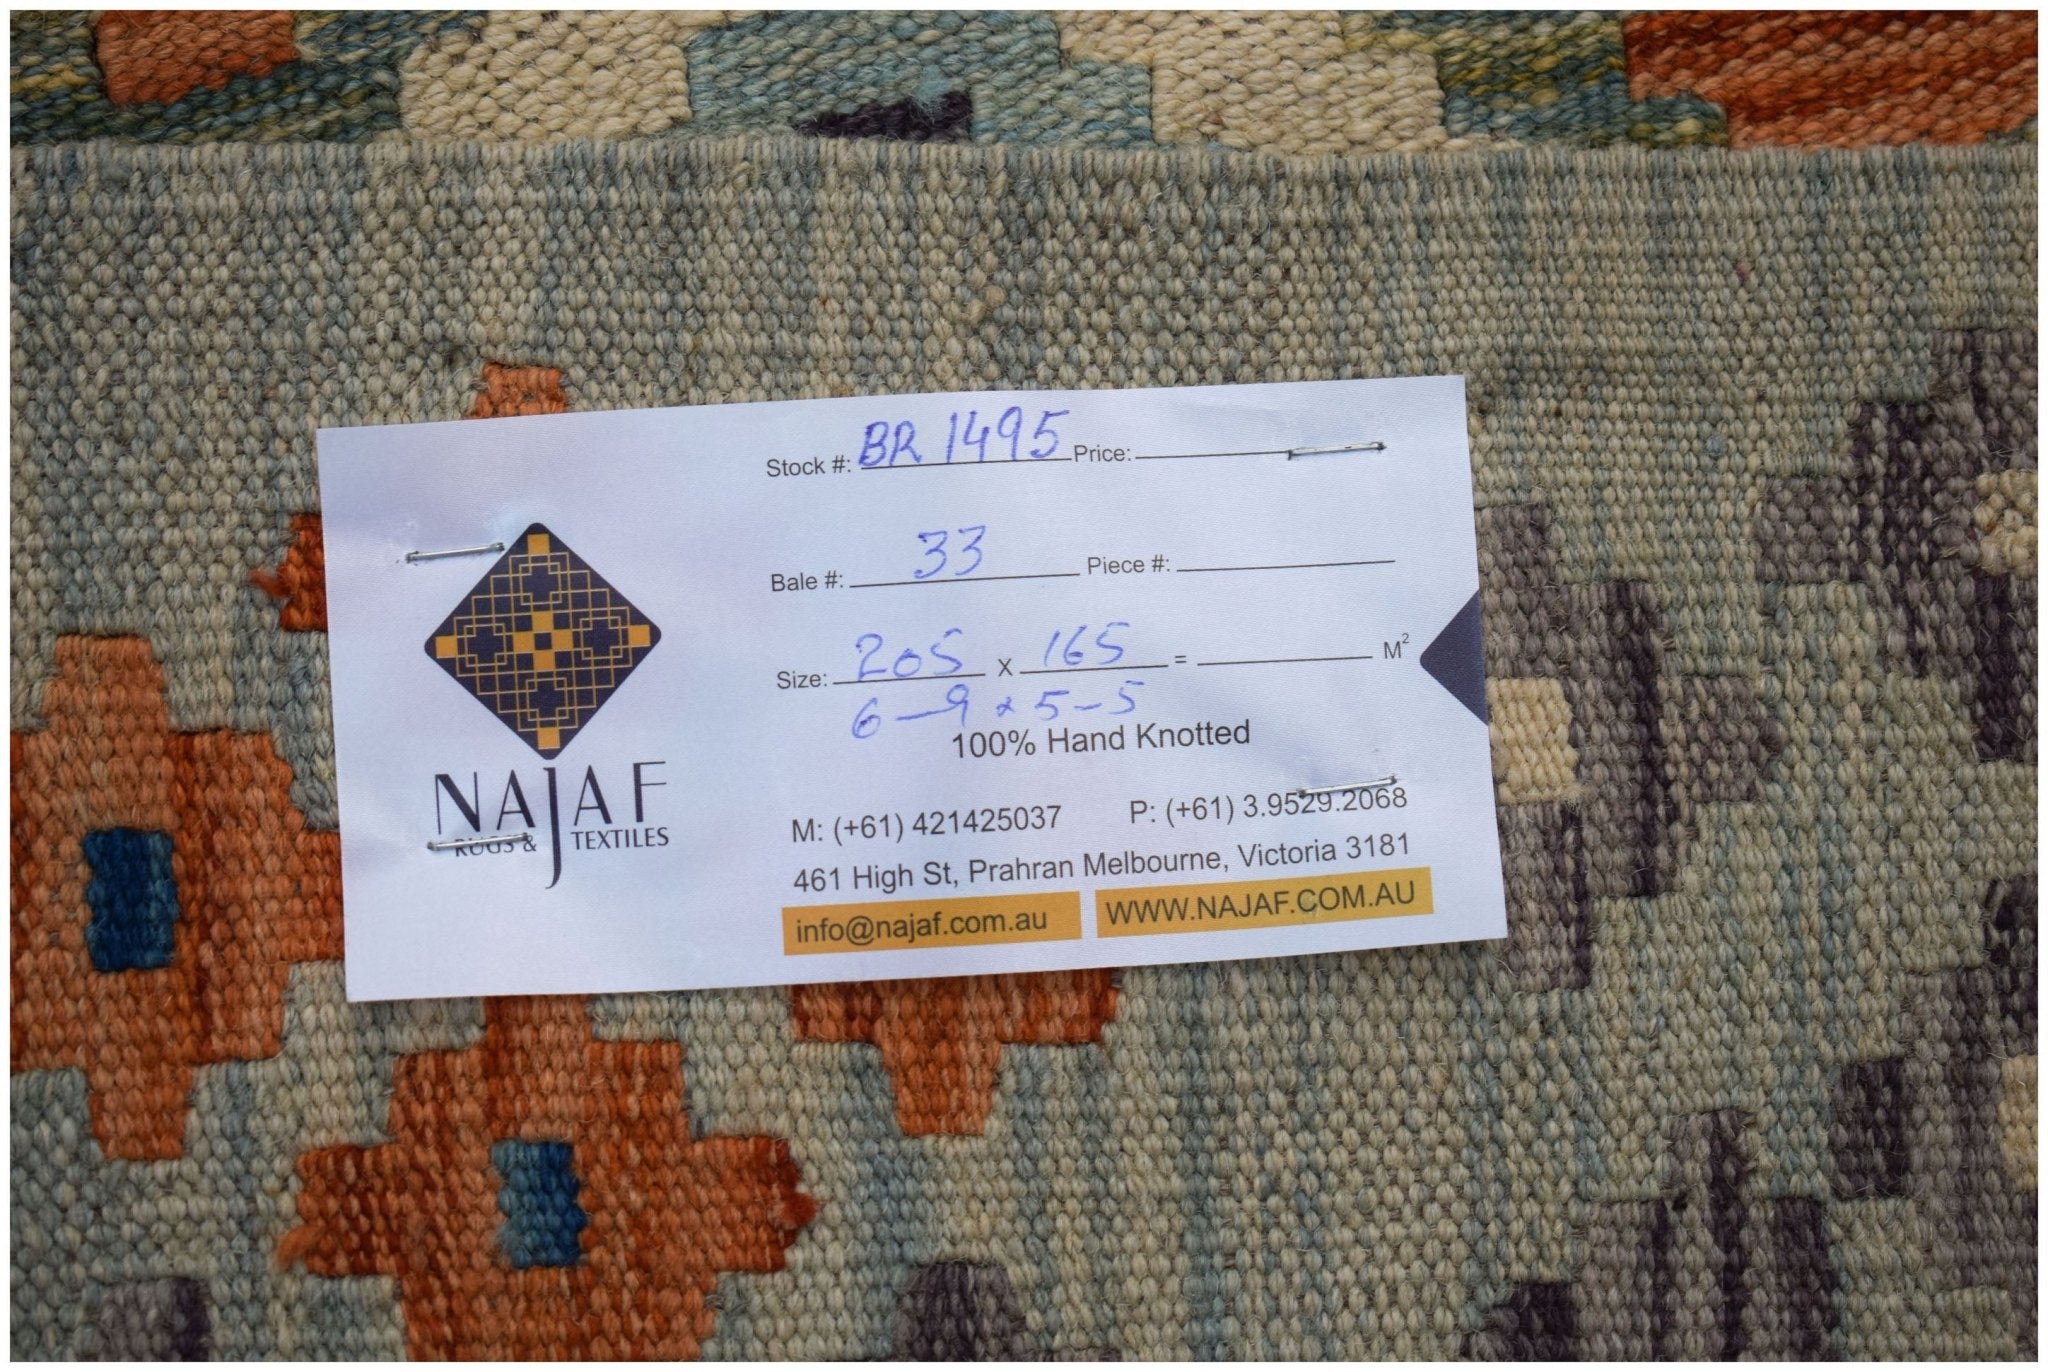 NAJAF
RUGS & TEXTILES
Stock #: BR 1495 Price:
Bale #: 33 Piece #:
Size: 205 X 165 = M²
6-9 x 5-5
100% Hand Knotted
M: (+61) 421425037 P: (+61) 3.9529.2068
461 High St, Prahran Melbourne, Victoria 3181
info@najaf.com.au WWW.NAJAF.COM.AU